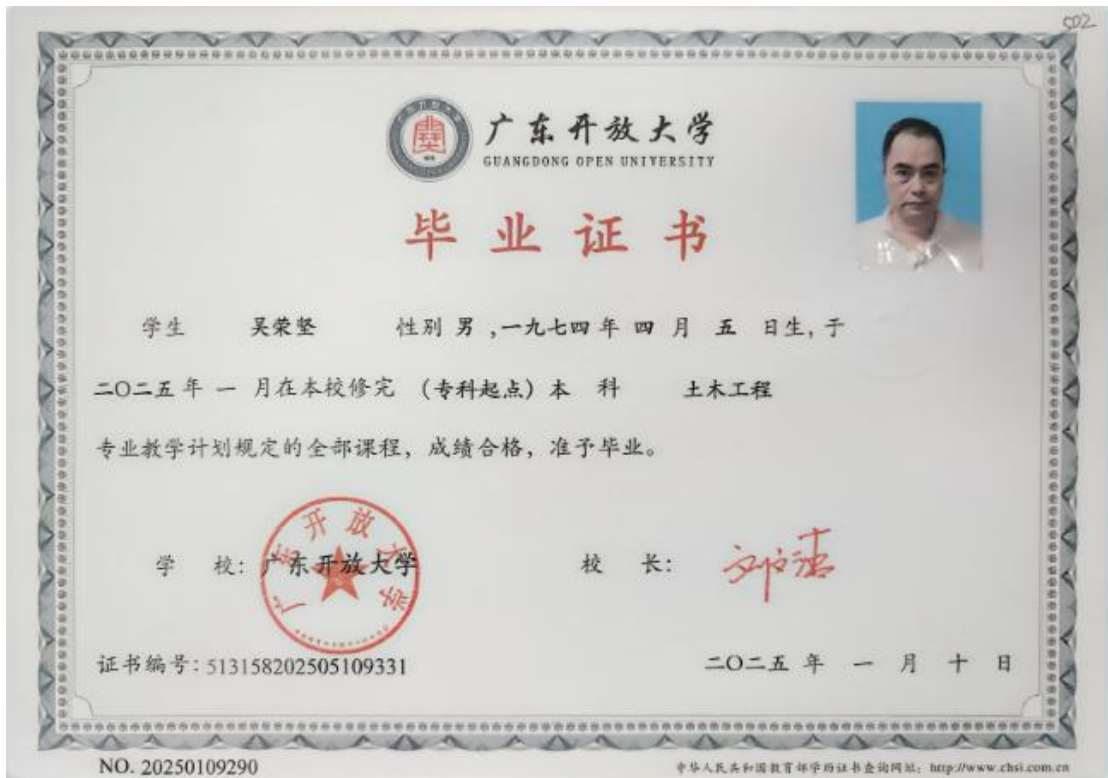 502
广东开放大学
GUANGDONG OPEN UNIVERSITY
毕业证书
学生 吴荣坚 性别 男 ,一九七四 年 四 月 五 日生, 于
二〇二五 年 一 月在本校修完 (专科起点) 本 科 土木工程
专业教学计划规定的全部课程, 成绩合格, 准予毕业。
学 校: 广东开放大学 校 长:
广东开放大学
证书编号: 513158202505109331 二〇二五 年 一 月 十 日
NO. 20250109290 中华人民共和国教育部学历证书查询网址: http://www.chsi.com.cn